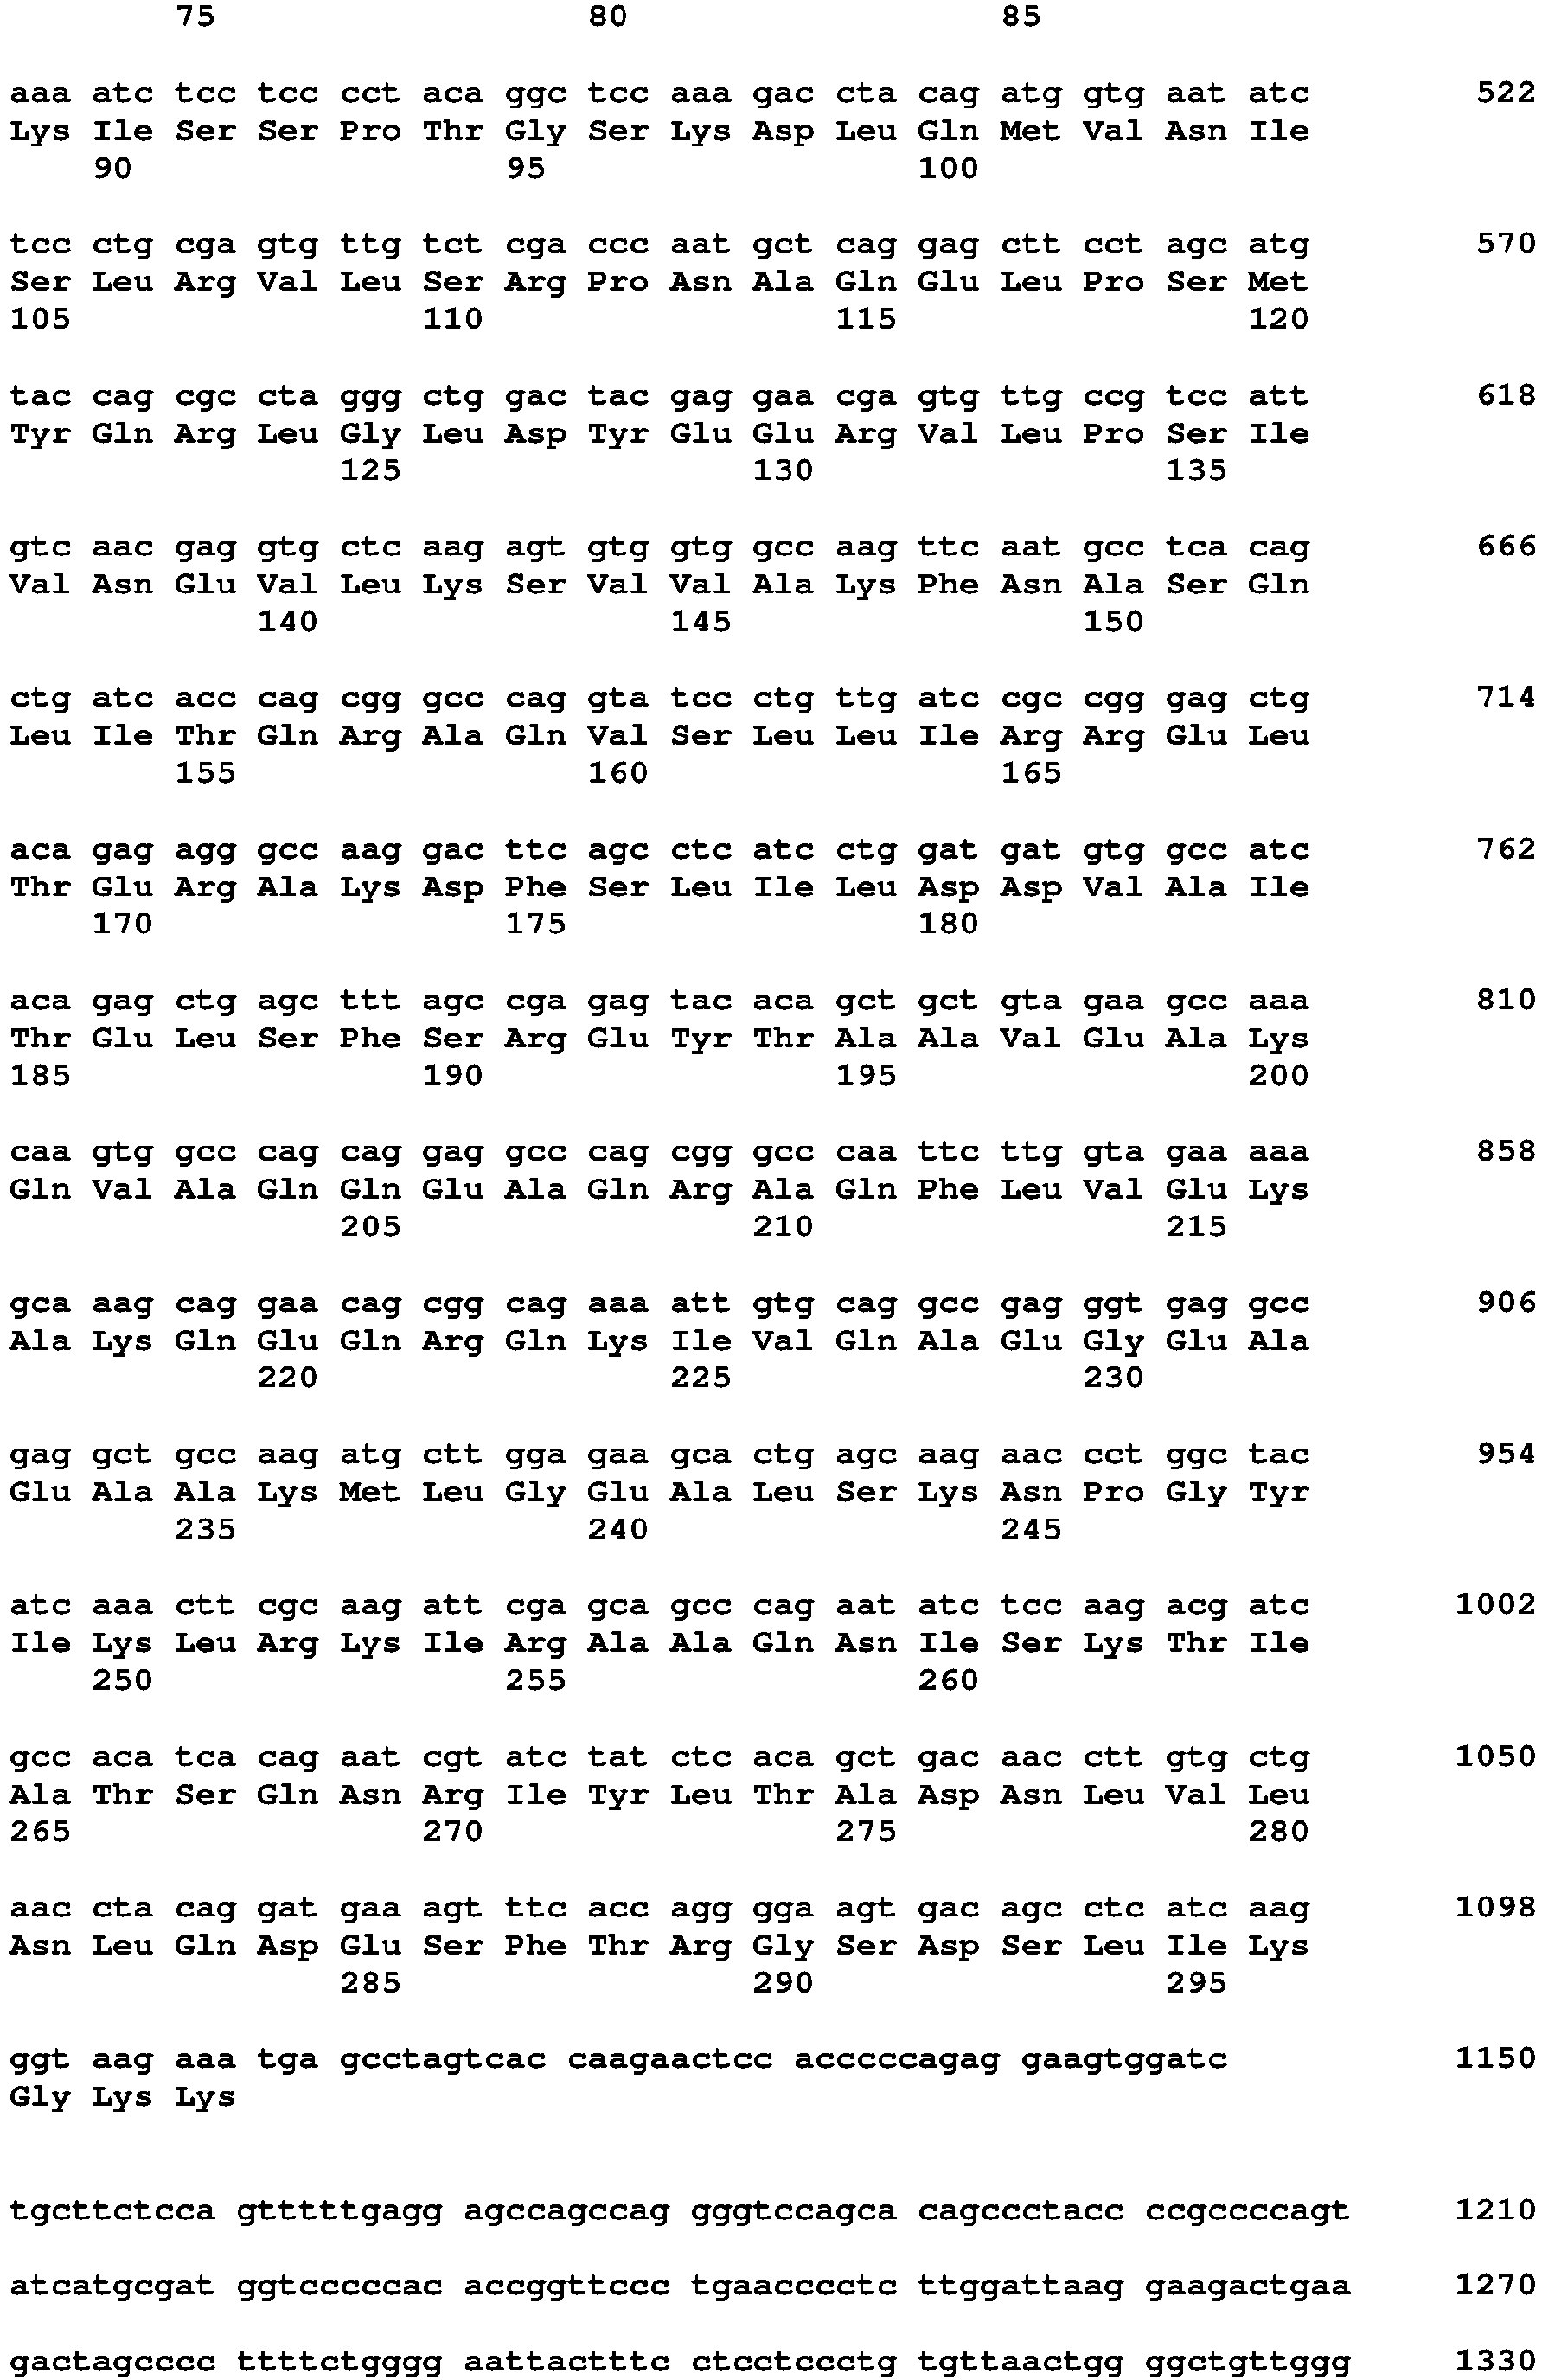 75 80 85
aaa atc tcc tcc cct aca ggc tcc aaa gac cta cag atg gtg aat atc 522
Lys Ile Ser Ser Pro Thr Gly Ser Lys Asp Leu Gln Met Val Asn Ile
90 95 100
tcc ctg cga gtg ttg tct cga ccc aat gct cag gag ctt cct agc atg 570
Ser Leu Arg Val Leu Ser Arg Pro Asn Ala Gln Glu Leu Pro Ser Met
105 110 115 120
tac cag cgc cta ggg ctg gac tac gag gaa cga gtg ttg ccg tcc att 618
Tyr Gln Arg Leu Gly Leu Asp Tyr Glu Glu Arg Val Leu Pro Ser Ile
125 130 135
gtc aac gag gtg ctc aag agt gtg gtg gcc aag ttc aat gcc tca cag 666
Val Asn Glu Val Leu Lys Ser Val Val Ala Lys Phe Asn Ala Ser Gln
140 145 150
ctg atc acc cag cgg gcc cag gta tcc ctg ttg atc cgc cgg gag ctg 714
Leu Ile Thr Gln Arg Ala Gln Val Ser Leu Leu Ile Arg Arg Glu Leu
155 160 165
aca gag agg gcc aag gac ttc agc ctc atc ctg gat gat gtg gcc atc 762
Thr Glu Arg Ala Lys Asp Phe Ser Leu Ile Leu Asp Asp Val Ala Ile
170 175 180
aca gag ctg agc ttt agc cga gag tac aca gct gct gta gaa gcc aaa 810
Thr Glu Leu Ser Phe Ser Arg Glu Tyr Thr Ala Ala Val Glu Ala Lys
185 190 195 200
caa gtg gcc cag cag gag gcc cag cgg gcc caa ttc ttg gta gaa aaa 858
Gln Val Ala Gln Gln Glu Ala Gln Arg Ala Gln Phe Leu Val Glu Lys
205 210 215
gca aag cag gaa cag cgg cag aaa att gtg cag gcc gag ggt gag gcc 906
Ala Lys Gln Glu Gln Arg Gln Lys Ile Val Gln Ala Glu Gly Glu Ala
220 225 230
gag gct gcc aag atg ctt gga gaa gca ctg agc aag aac cct ggc tac 954
Glu Ala Ala Lys Met Leu Gly Glu Ala Leu Ser Lys Asn Pro Gly Tyr
235 240 245
atc aaa ctt cgc aag att cga gca gcc cag aat atc tcc aag acg atc 1002
Ile Lys Leu Arg Lys Ile Arg Ala Ala Gln Asn Ile Ser Lys Thr Ile
250 255 260
gcc aca tca cag aat cgt atc tat ctc aca gct gac aac ctt gtg ctg 1050
Ala Thr Ser Gln Asn Arg Ile Tyr Leu Thr Ala Asp Asn Leu Val Leu
265 270 275 280
aac cta cag gat gaa agt ttc acc agg gga agt gac agc ctc atc aag 1098
Asn Leu Gln Asp Glu Ser Phe Thr Arg Gly Ser Asp Ser Leu Ile Lys
285 290 295
ggt aag aaa tga gcctagtcac caagaactcc acccccagag gaagtggatc 1150
Gly Lys Lys
tgcttctcca gtttttgagg agccagccag gggtccagca cagccctacc ccgccccagt 1210
atcatgcgat ggtcccccac accggttccc tgaacccctc ttggattaag gaagactgaa 1270
gactagcccc ttttctgggg aattactttc ctcctccctg tgttaactgg ggctgttggg 1330